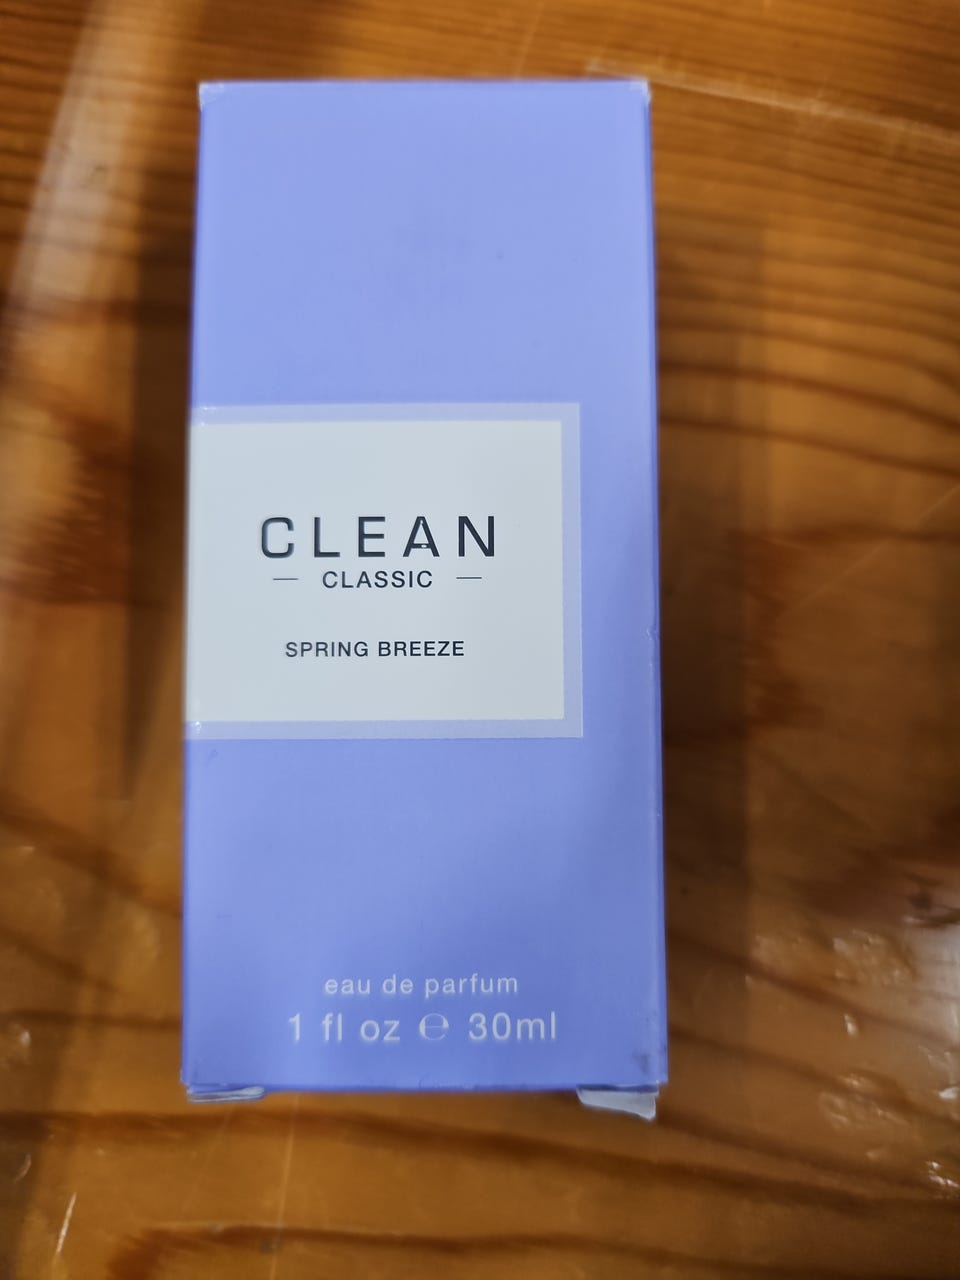 CLEAN
— CLASSIC —
SPRING BREEZE
eau de parfum
1 fl oz ℮ 30ml